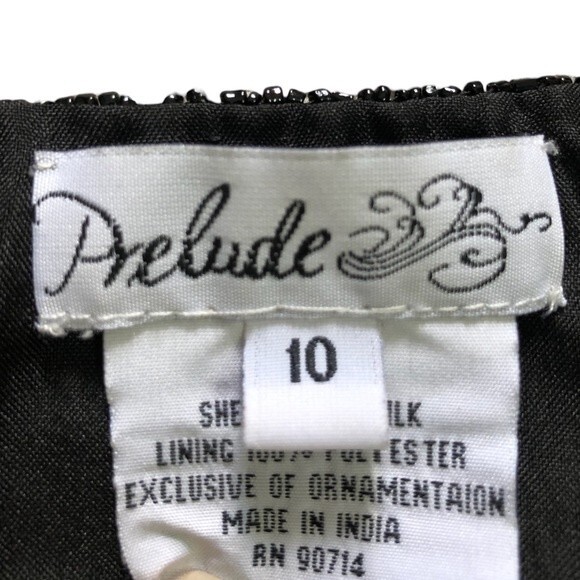 Prelude
10
SHE ILK
LINING 100% POLYESTER
EXCLUSIVE OF ORNAMENTAION
MADE IN INDIA
RN 90714